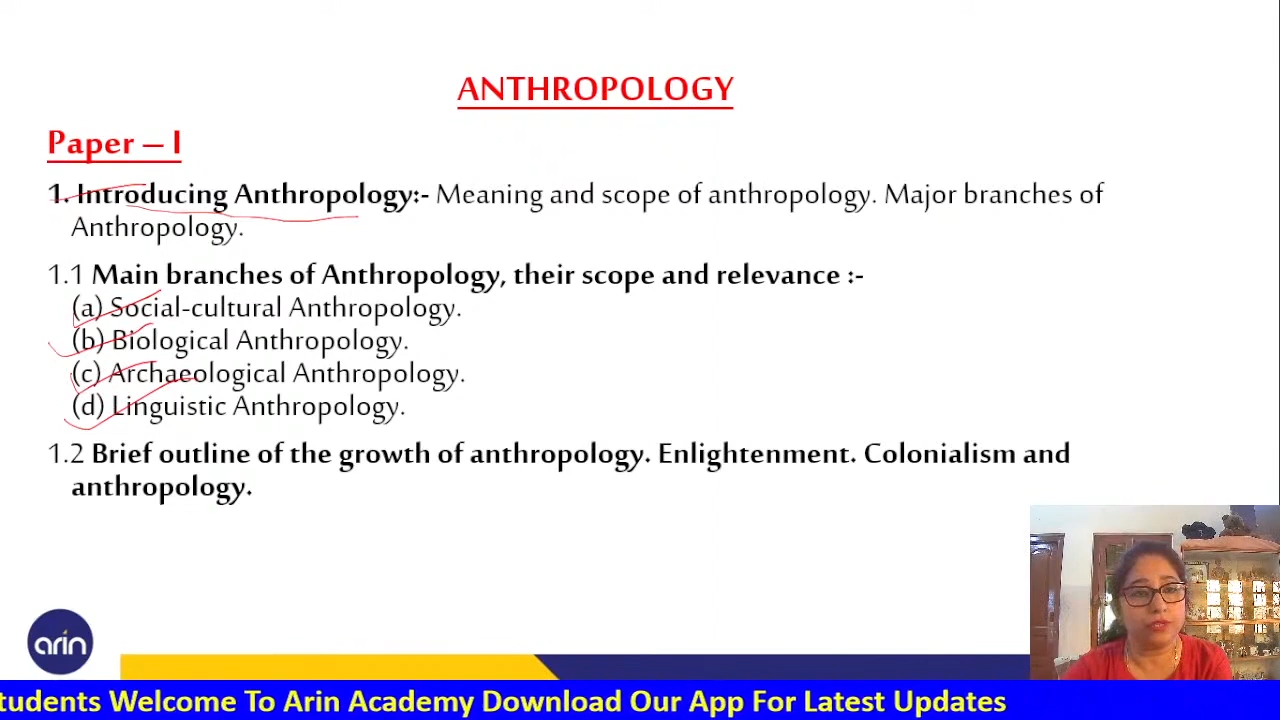 ANTHROPOLOGY
Paper – I
1. Introducing Anthropology:- Meaning and scope of anthropology. Major branches of
Anthropology.
1.1 Main branches of Anthropology, their scope and relevance :-
(a) Social-cultural Anthropology.
(b) Biological Anthropology.
(c) Archaeological Anthropology.
(d) Linguistic Anthropology.
1.2 Brief outline of the growth of anthropology. Enlightenment. Colonialism and
anthropology.
arin
tudents Welcome To Arin Academy Download Our App For Latest Updates